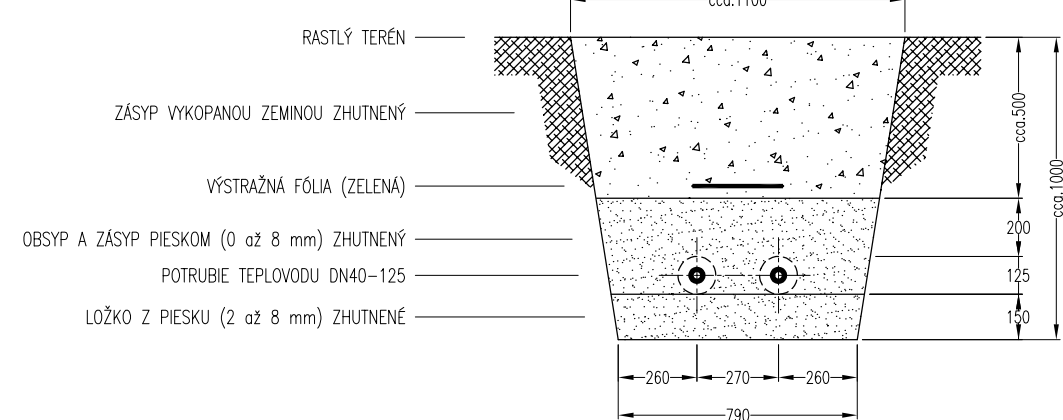 cca.1100
RASTLÝ TERÉN
ZÁSYP VYKOPANOU ZEMINOU ZHUTNENÝ
cca.500
VÝSTRAŽNÁ FÓLIA (ZELENÁ)
cca.1000
200
OBSYP A ZÁSYP PIESKOM (0 až 8 mm) ZHUTNENÝ
POTRUBIE TEPLOVODU DN40-125
125
LOŽKO Z PIESKU (2 až 8 mm) ZHUTNENÉ
150
260 270 260
790